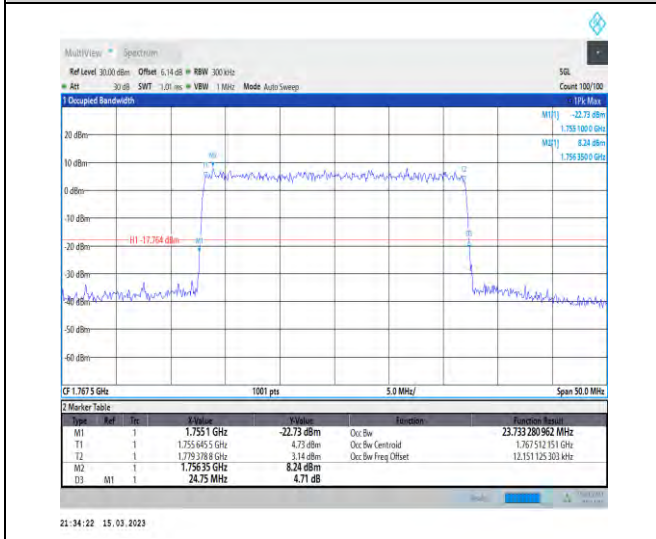 MultiView Spectrum
Ref Level 30.00 dBm Offset 6.14 dB RBW 300 kHz SGL
Att 30 dB SWT 1.01 ms VBW 1 MHz Mode Auto Sweep Count 100/100
1 Occupied Bandwidth 1Pk Max
M1[1] -22.73 dBm
1.755 100 0 GHz
M2[1] 8.24 dBm
1.756 350 0 GHz
20 dBm
M2
T1
T2
10 dBm
0 dBm
-10 dBm
H1 -17.764 dBm
M1
D3
-20 dBm
-30 dBm
-40 dBm
-50 dBm
-60 dBm
CF 1.767 5 GHz 1001 pts 5.0 MHz/ Span 50.0 MHz
2 Marker Table
Type Ref Trc X-Value Y-Value Function Function Result
M1 1 1.755 1 GHz -22.73 dBm Occ Bw 23.733 280 962 MHz
T1 1 1.755 645 5 GHz 4.73 dBm Occ Bw Centroid 1.767 512 151 GHz
T2 1 1.779 378 8 GHz 3.14 dBm Occ Bw Freq Offset 12.151 125 303 kHz
M2 1 1.756 35 GHz 8.24 dBm
D3 M1 1 24.75 MHz 4.71 dB
21:34:22 15.03.2023